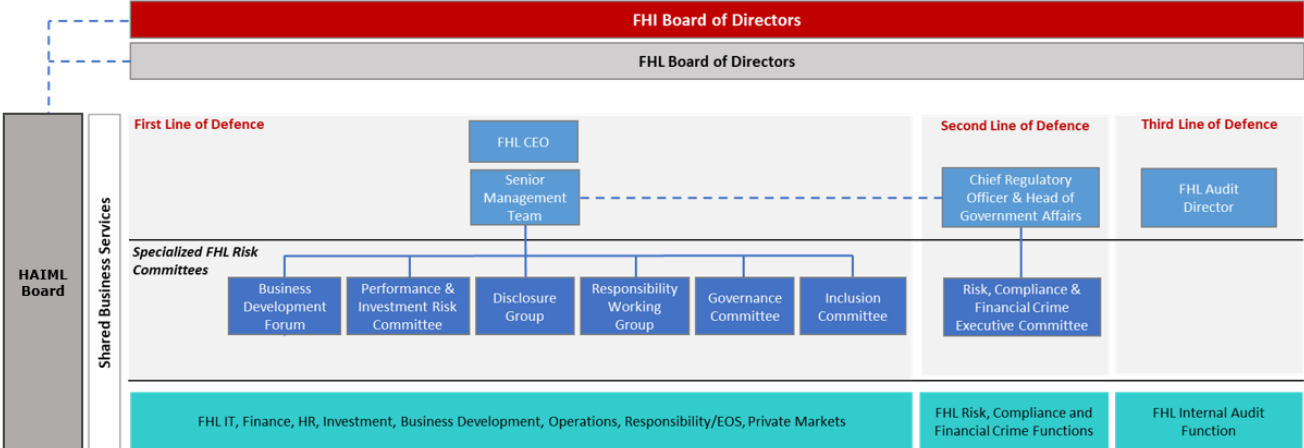 FHI Board of Directors
FHL Board of Directors
First Line of Defence
Second Line of Defence
Third Line of Defence
FHL CEO
Senior
Management
Team
Chief Regulatory
Officer & Head of
Government Affairs
FHL Audit
Director
HAIML
Board
Shared Business Services
Specialized FHL Risk
Committees
Business
Development
Forum
Performance &
Investment Risk
Committee
Disclosure
Group
Responsibility
Working
Group
Governance
Committee
Inclusion
Committee
Risk, Compliance &
Financial Crime
Executive Committee
FHL IT, Finance, HR, Investment, Business Development, Operations, Responsibility/EOS, Private Markets
FHL Risk, Compliance and
Financial Crime Functions
FHL Internal Audit
Function